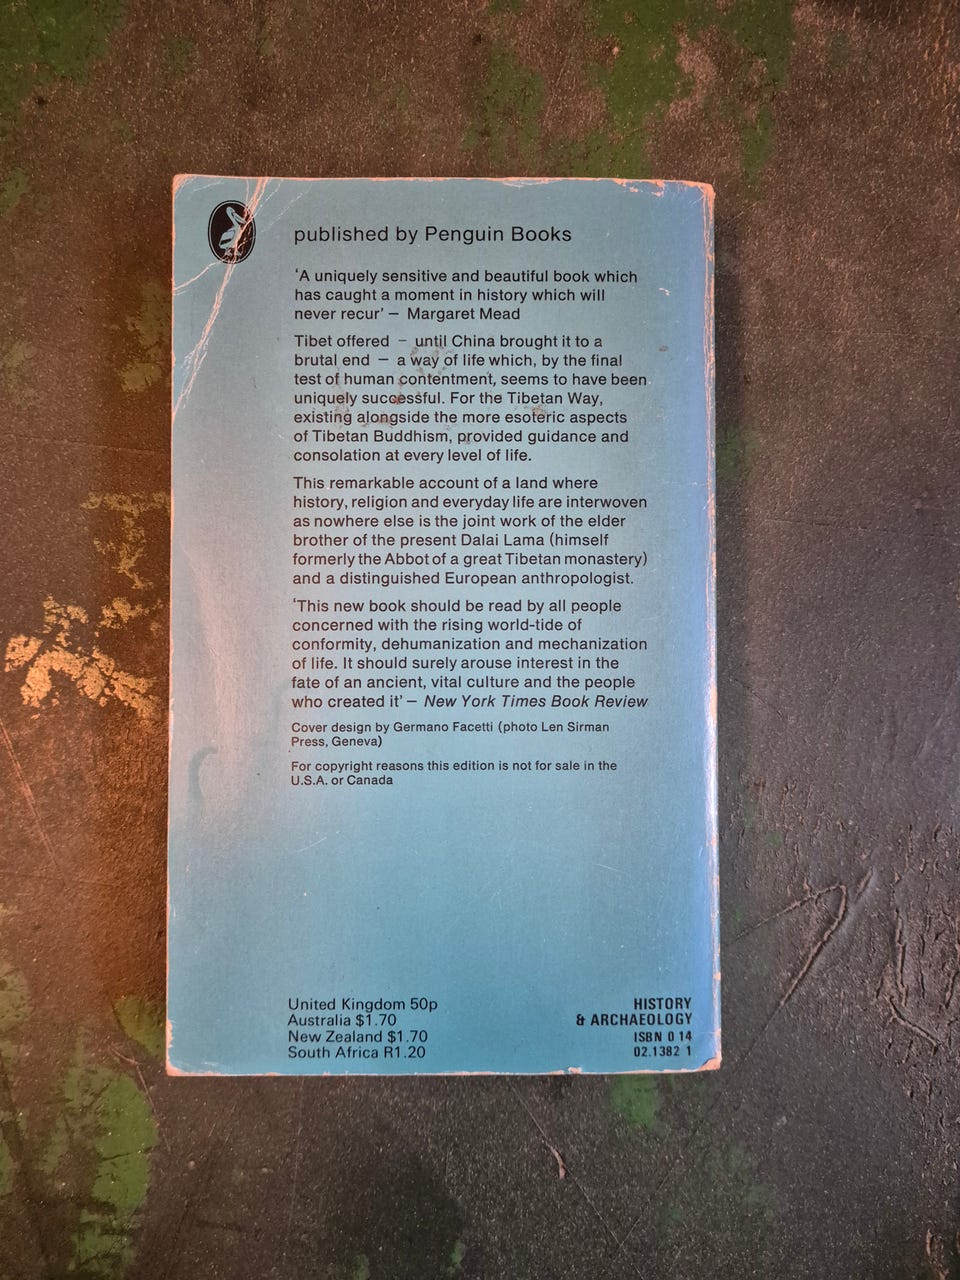 published by Penguin Books
‘A uniquely sensitive and beautiful book which
has caught a moment in history which will
never recur’ – Margaret Mead
Tibet offered – until China brought it to a
brutal end – a way of life which, by the final
test of human contentment, seems to have been
uniquely successful. For the Tibetan Way,
existing alongside the more esoteric aspects
of Tibetan Buddhism, provided guidance and
consolation at every level of life.
This remarkable account of a land where
history, religion and everyday life are interwoven
as nowhere else is the joint work of the elder
brother of the present Dalai Lama (himself
formerly the Abbot of a great Tibetan monastery)
and a distinguished European anthropologist.
‘This new book should be read by all people
concerned with the rising world-tide of
conformity, dehumanization and mechanization
of life. It should surely arouse interest in the
fate of an ancient, vital culture and the people
who created it’ – New York Times Book Review
Cover design by Germano Facetti (photo Len Sirman
Press, Geneva)
For copyright reasons this edition is not for sale in the
U.S.A. or Canada
United Kingdom 50p
Australia $1.70
New Zealand $1.70
South Africa R1.20
HISTORY
& ARCHAEOLOGY
ISBN 0 14
02.1382 1